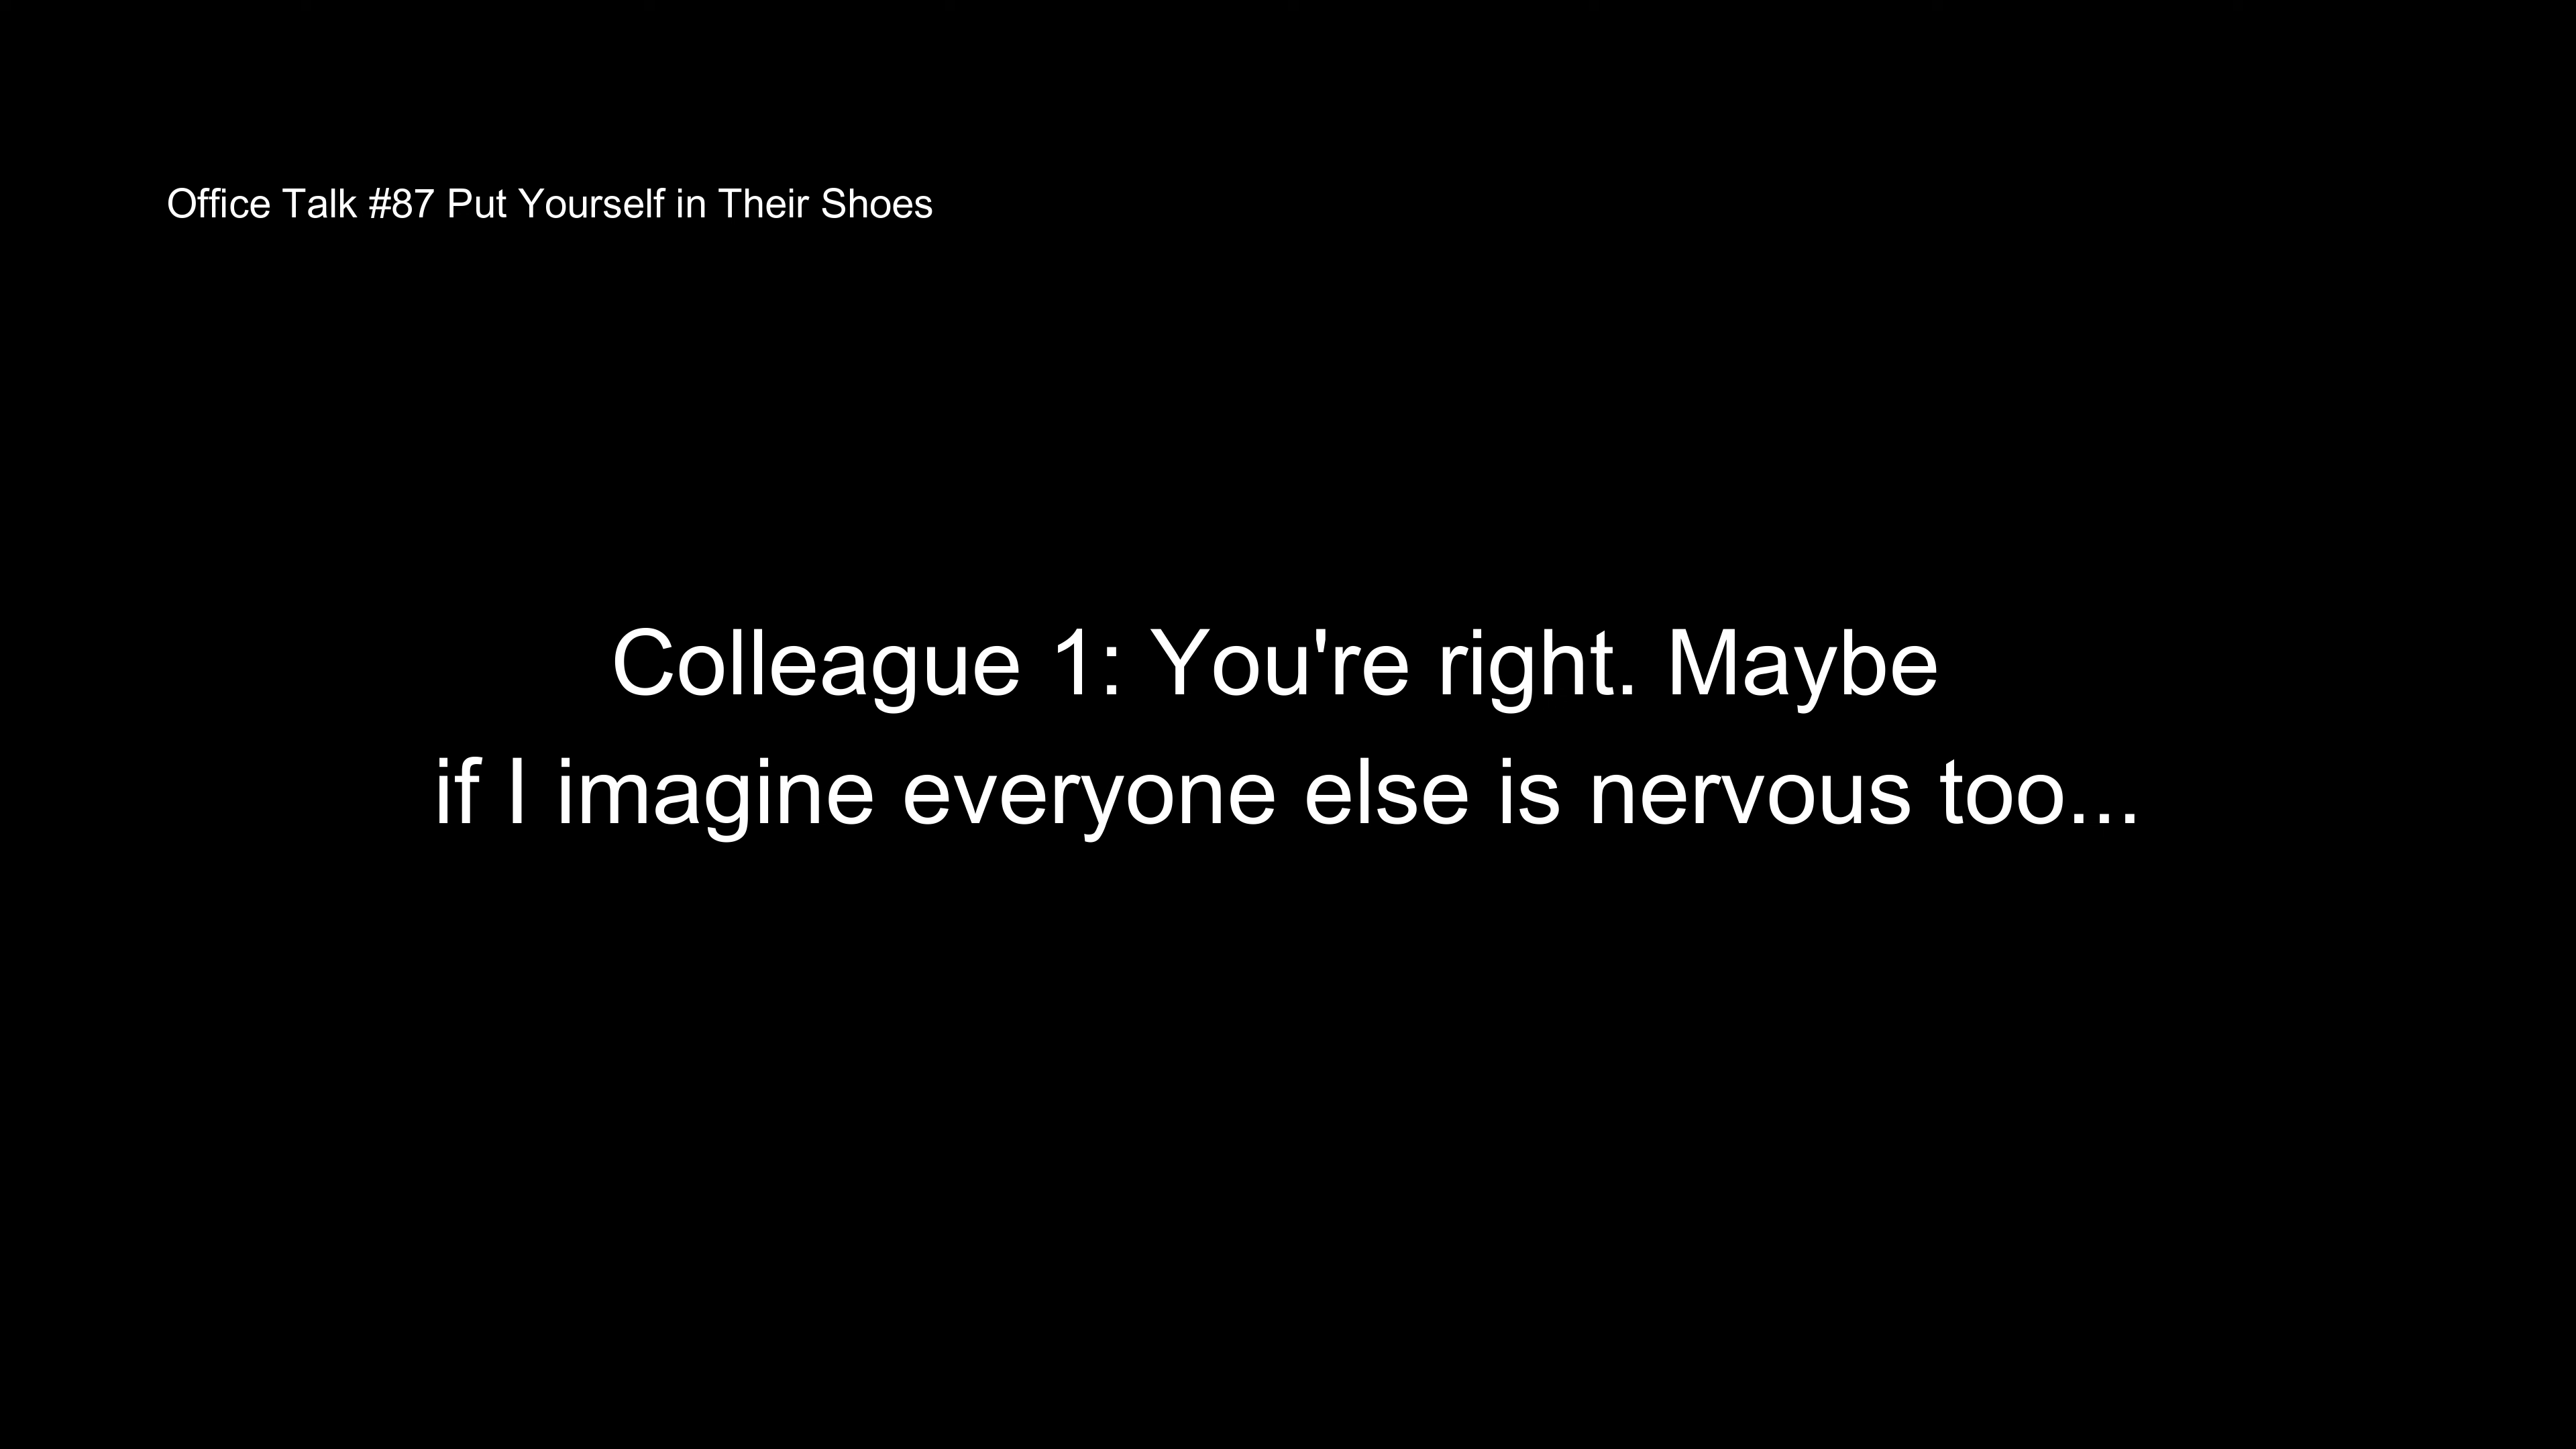 Office Talk #87 Put Yourself in Their Shoes
Colleague 1: You're right. Maybe
if I imagine everyone else is nervous too...